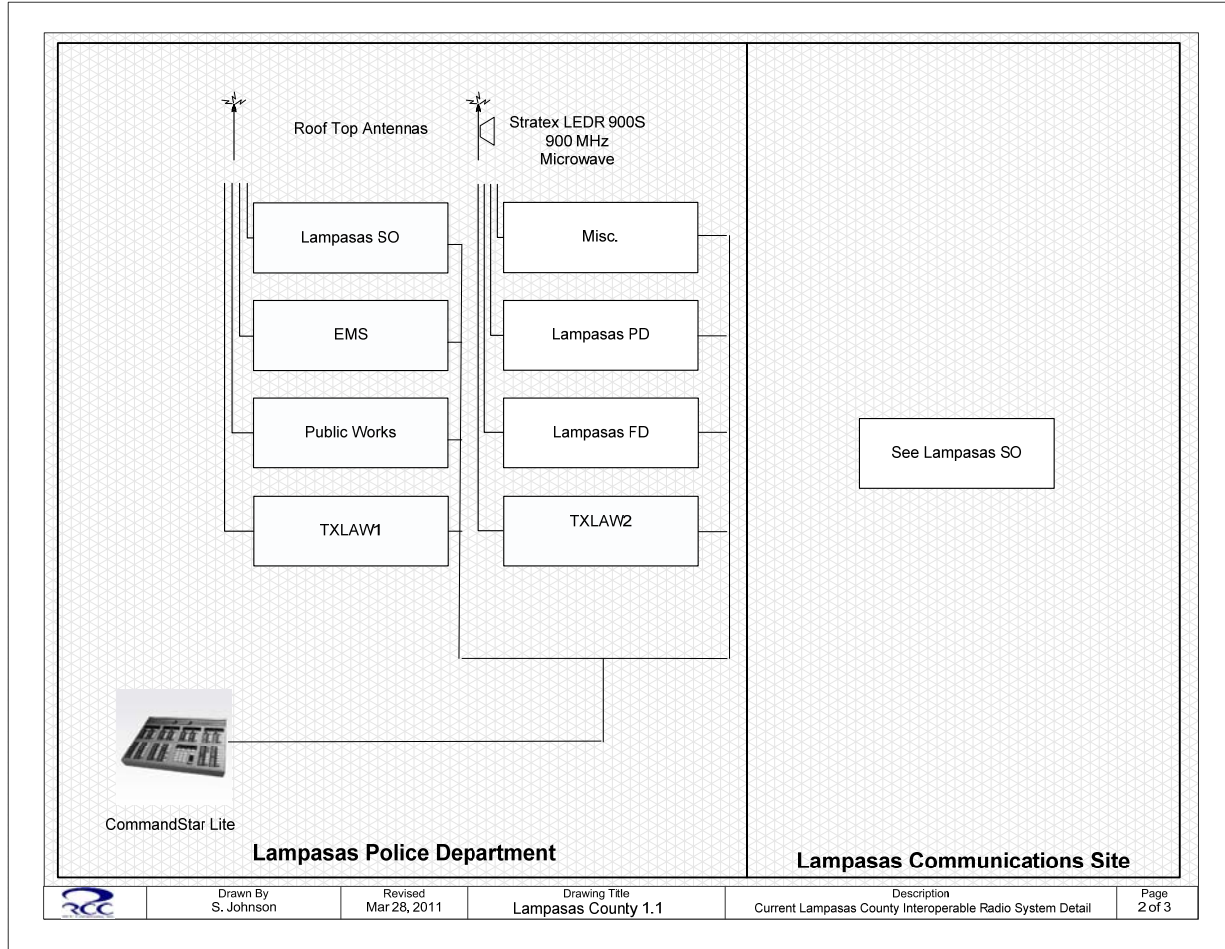 Roof Top Antennas
Stratex LEDR 900S
900 MHz
Microwave
Lampasas SO
Misc.
EMS
Lampasas PD
Public Works
Lampasas FD
TXLAW1
TXLAW2
See Lampasas SO
CommandStar Lite
Lampasas Police Department
Lampasas Communications Site
RCC
Drawn By
S. Johnson
Revised
Mar 28, 2011
Drawing Title
Lampasas County 1.1
Description
Current Lampasas County Interoperable Radio System Detail
Page
2 of 3